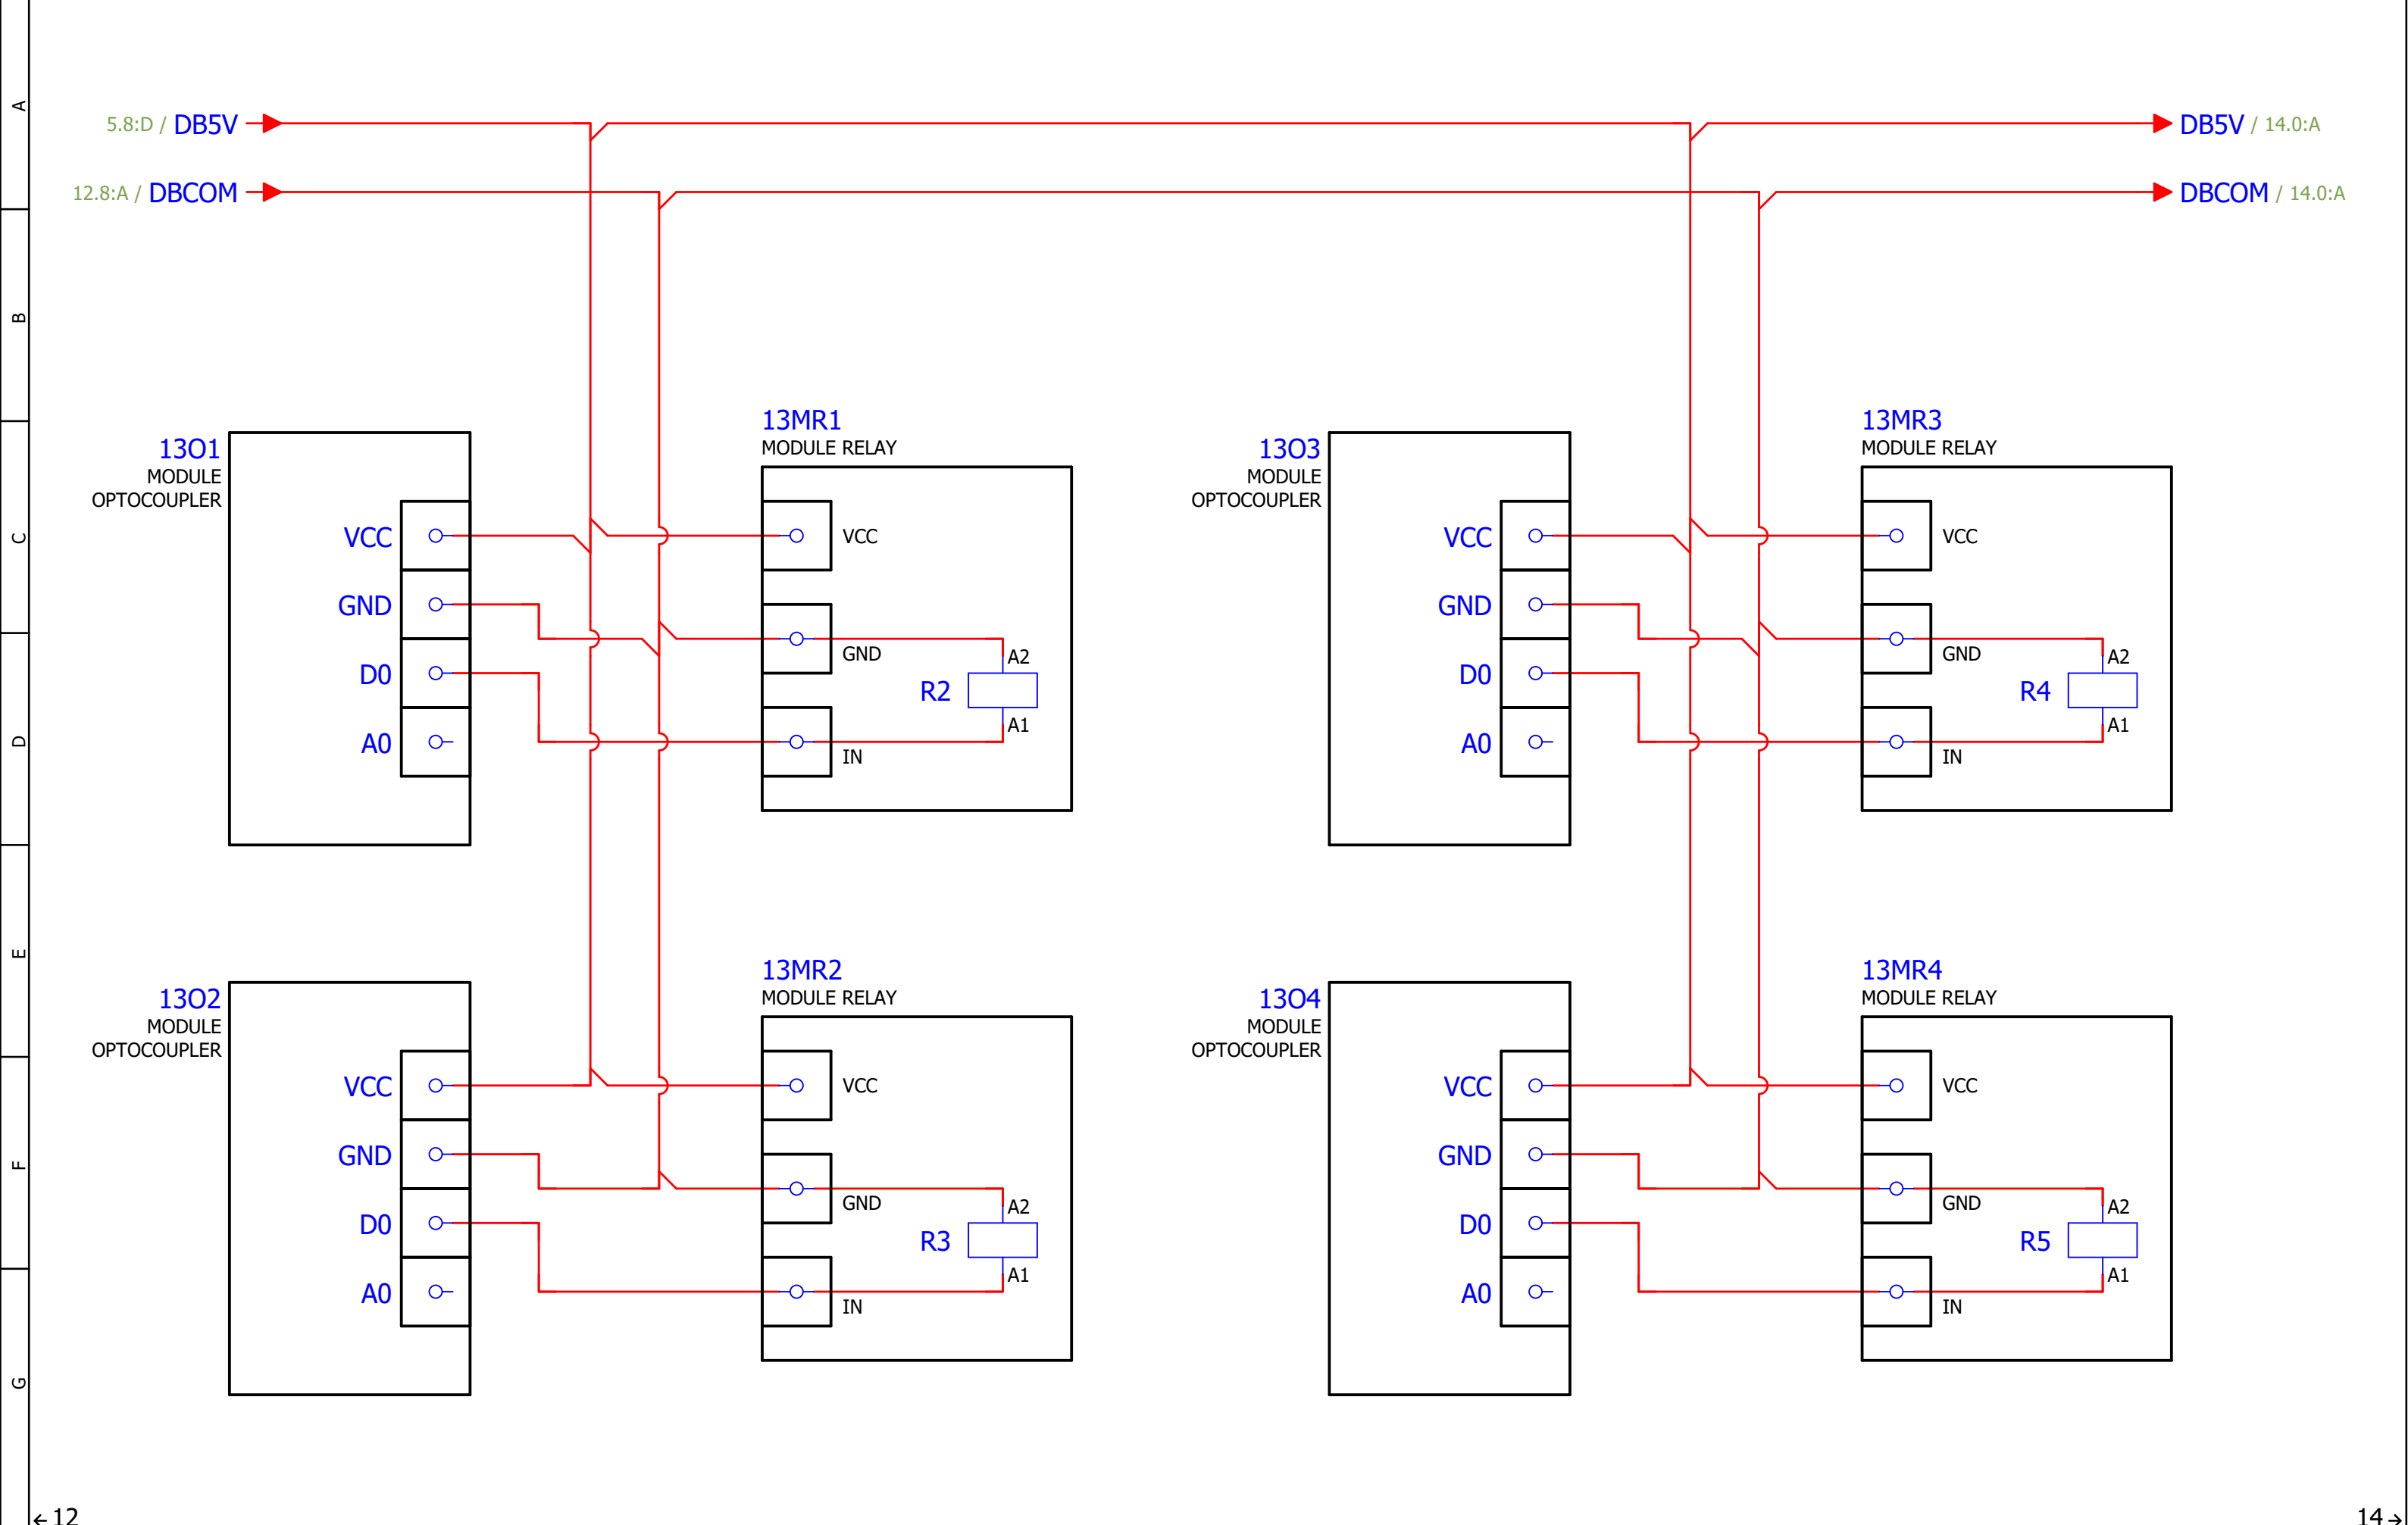 A
B
C
D
E
F
G
5.8:D / DB5V
DB5V / 14.0:A
12.8:A / DBCOM
DBCOM / 14.0:A
13O1
MODULE
OPTOCOUPLER
VCC
GND
D0
A0
13MR1
MODULE RELAY
VCC
GND
IN
R2
A2
A1
13O3
MODULE
OPTOCOUPLER
VCC
GND
D0
A0
13MR3
MODULE RELAY
VCC
GND
IN
R4
A2
A1
13O2
MODULE
OPTOCOUPLER
VCC
GND
D0
A0
13MR2
MODULE RELAY
VCC
GND
IN
R3
A2
A1
13O4
MODULE
OPTOCOUPLER
VCC
GND
D0
A0
13MR4
MODULE RELAY
VCC
GND
IN
R5
A2
A1
← 12
14 →